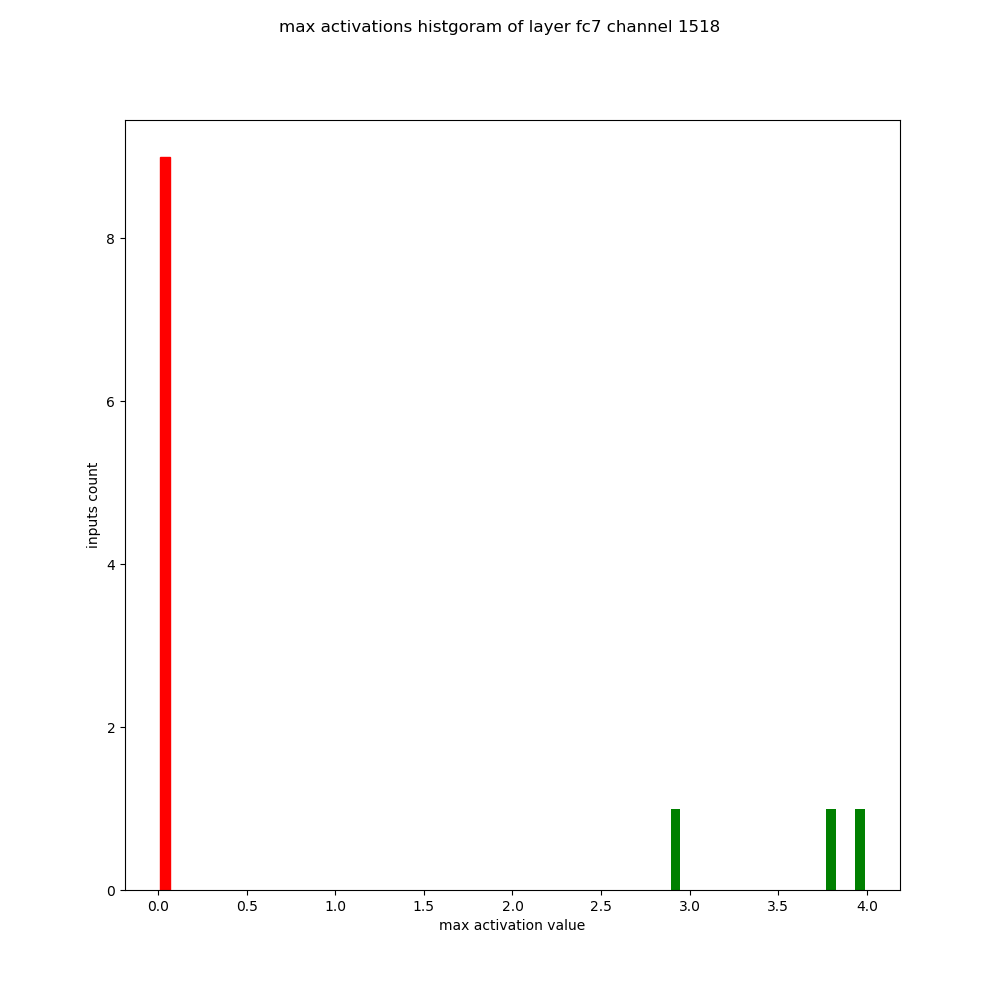 max activations histgoram of layer fc7 channel 1518
8
6
4
2
0
inputs count
0.0 0.5 1.0 1.5 2.0 2.5 3.0 3.5 4.0
max activation value